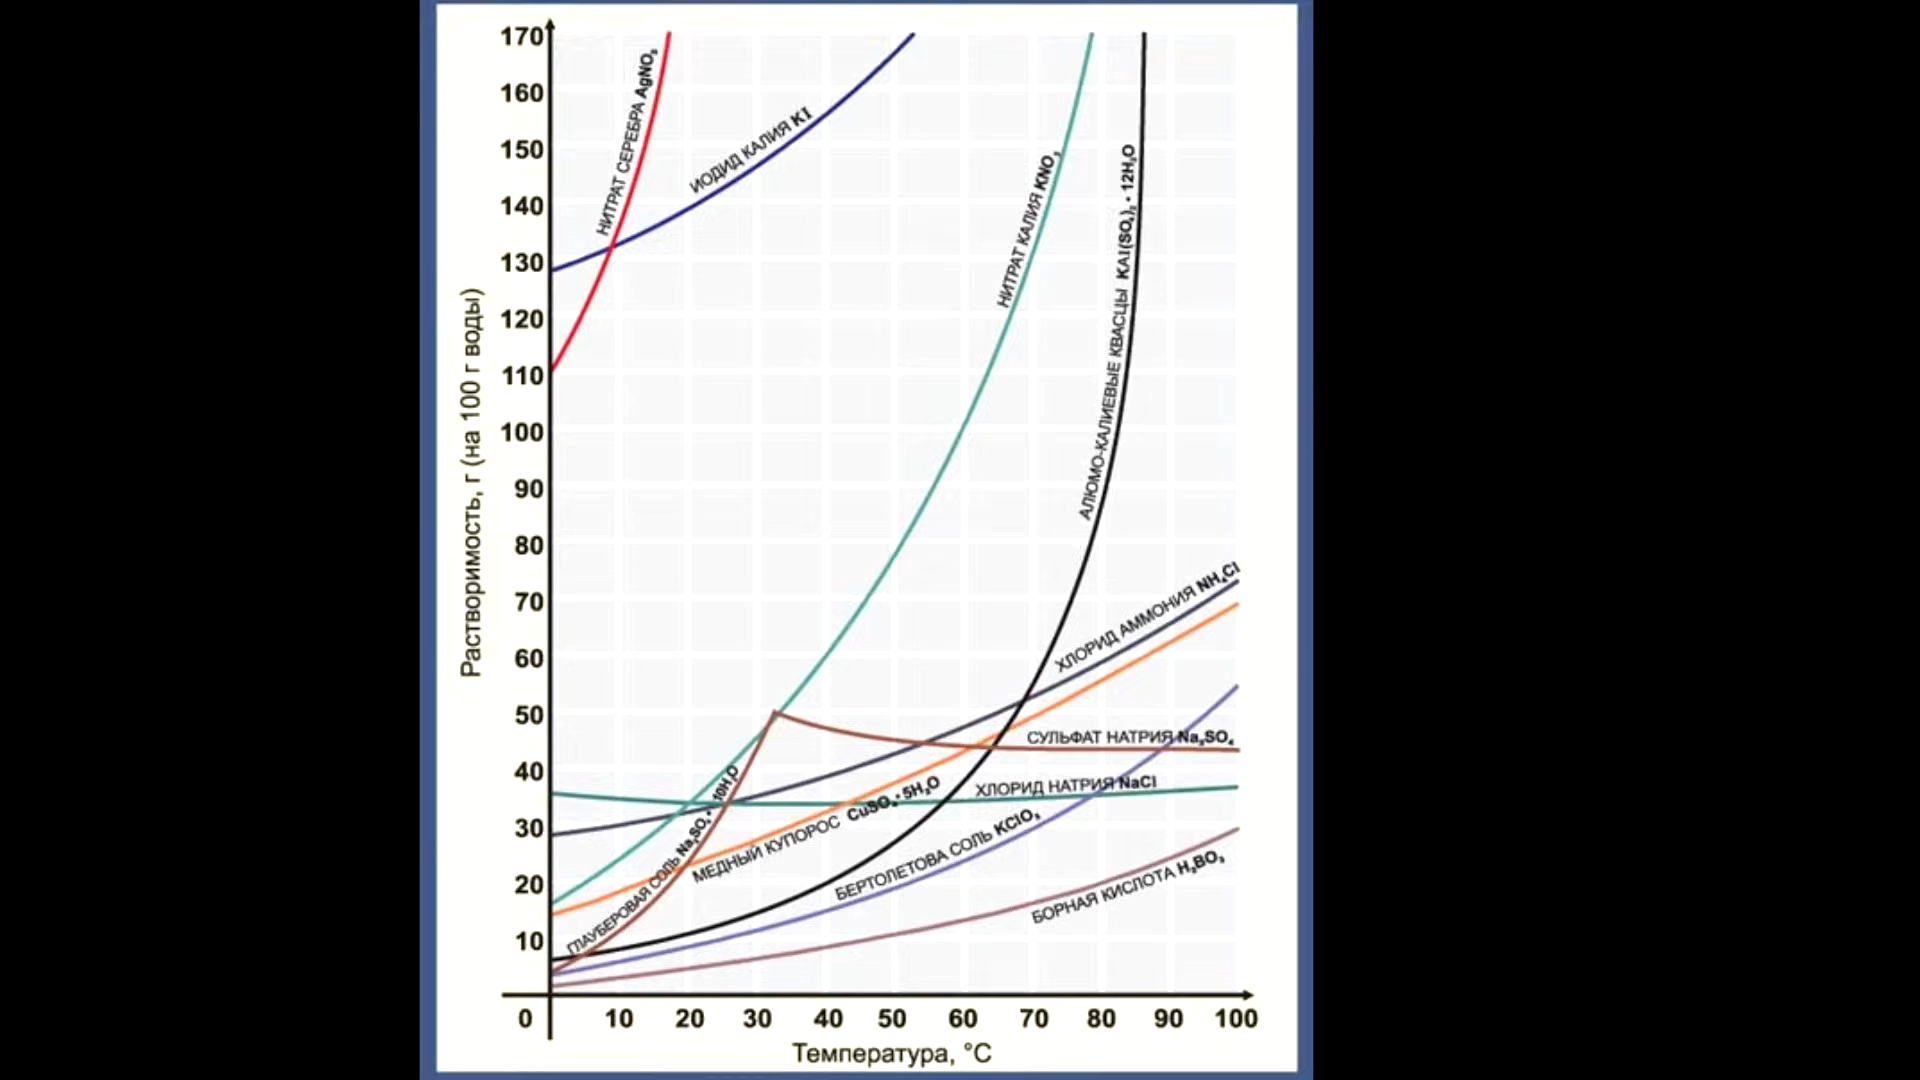 170
160
150
140
130
120
110
100
90
80
70
60
50
40
30
20
10
0
10 20 30 40 50 60 70 80 90 100
Растворимость, г (на 100 г воды)
Температура, °C
НИТРАТ СЕРЕБРА AgNO₃
ИОДИД КАЛИЯ KI
НИТРАТ КАЛИЯ KNO₃
АЛЮМО-КАЛИЕВЫЕ КВАСЦЫ KAl(SO₄)₂ • 12H₂O
ХЛОРИД АММОНИЯ NH₄Cl
СУЛЬФАТ НАТРИЯ Na₂SO₄
ХЛОРИД НАТРИЯ NaCl
ГЛАУБЕРОВАЯ СОЛЬ Na₂SO₄ • 10H₂O
МЕДНЫЙ КУПОРОС CuSO₄ • 5H₂O
БЕРТОЛЕТОВА СОЛЬ KClO₃
БОРНАЯ КИСЛОТА H₃BO₃